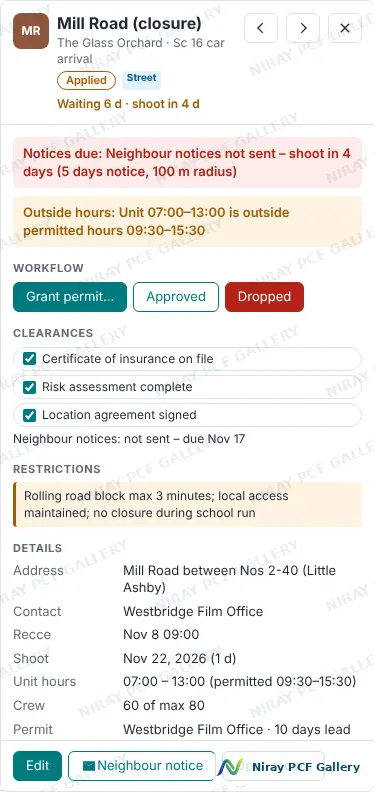 MR
Mill Road (closure)
The Glass Orchard · Sc 16 car
arrival
Applied
Street
Waiting 6 d · shoot in 4 d
Notices due: Neighbour notices not sent – shoot in 4
days (5 days notice, 100 m radius)
Outside hours: Unit 07:00–13:00 is outside
permitted hours 09:30–15:30
WORKFLOW
Grant permit...
Approved
Dropped
CLEARANCES
Certificate of insurance on file
Risk assessment complete
Location agreement signed
Neighbour notices: not sent – due Nov 17
RESTRICTIONS
Rolling road block max 3 minutes; local access
maintained; no closure during school run
DETAILS
Address Mill Road between Nos 2-40 (Little
Ashby)
Contact Westbridge Film Office
Recce Nov 8 09:00
Shoot Nov 22, 2026 (1 d)
Unit hours 07:00 – 13:00 (permitted 09:30–15:30)
Crew 60 of max 80
Permit Westbridge Film Office · 10 days lead
Edit
Neighbour notice
Niray PCF Gallery
NIRAY PCF GALLERY